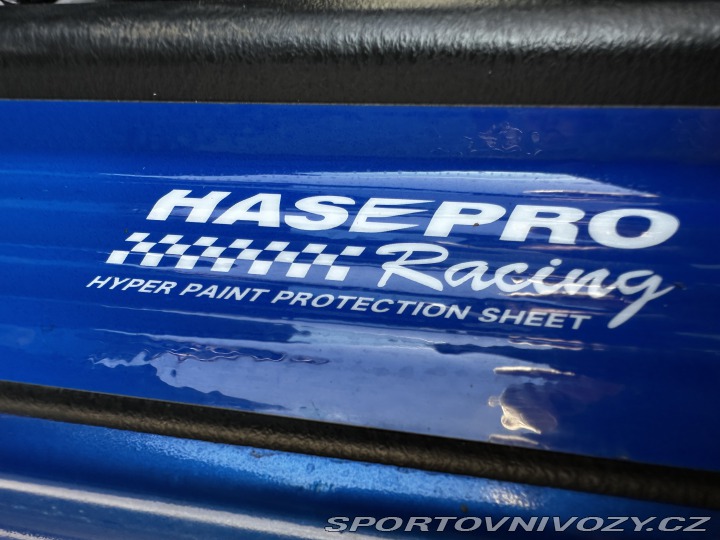 HASEPRO
Racing
HYPER PAINT PROTECTION SHEET
SPORTOVNIVOZY.CZ